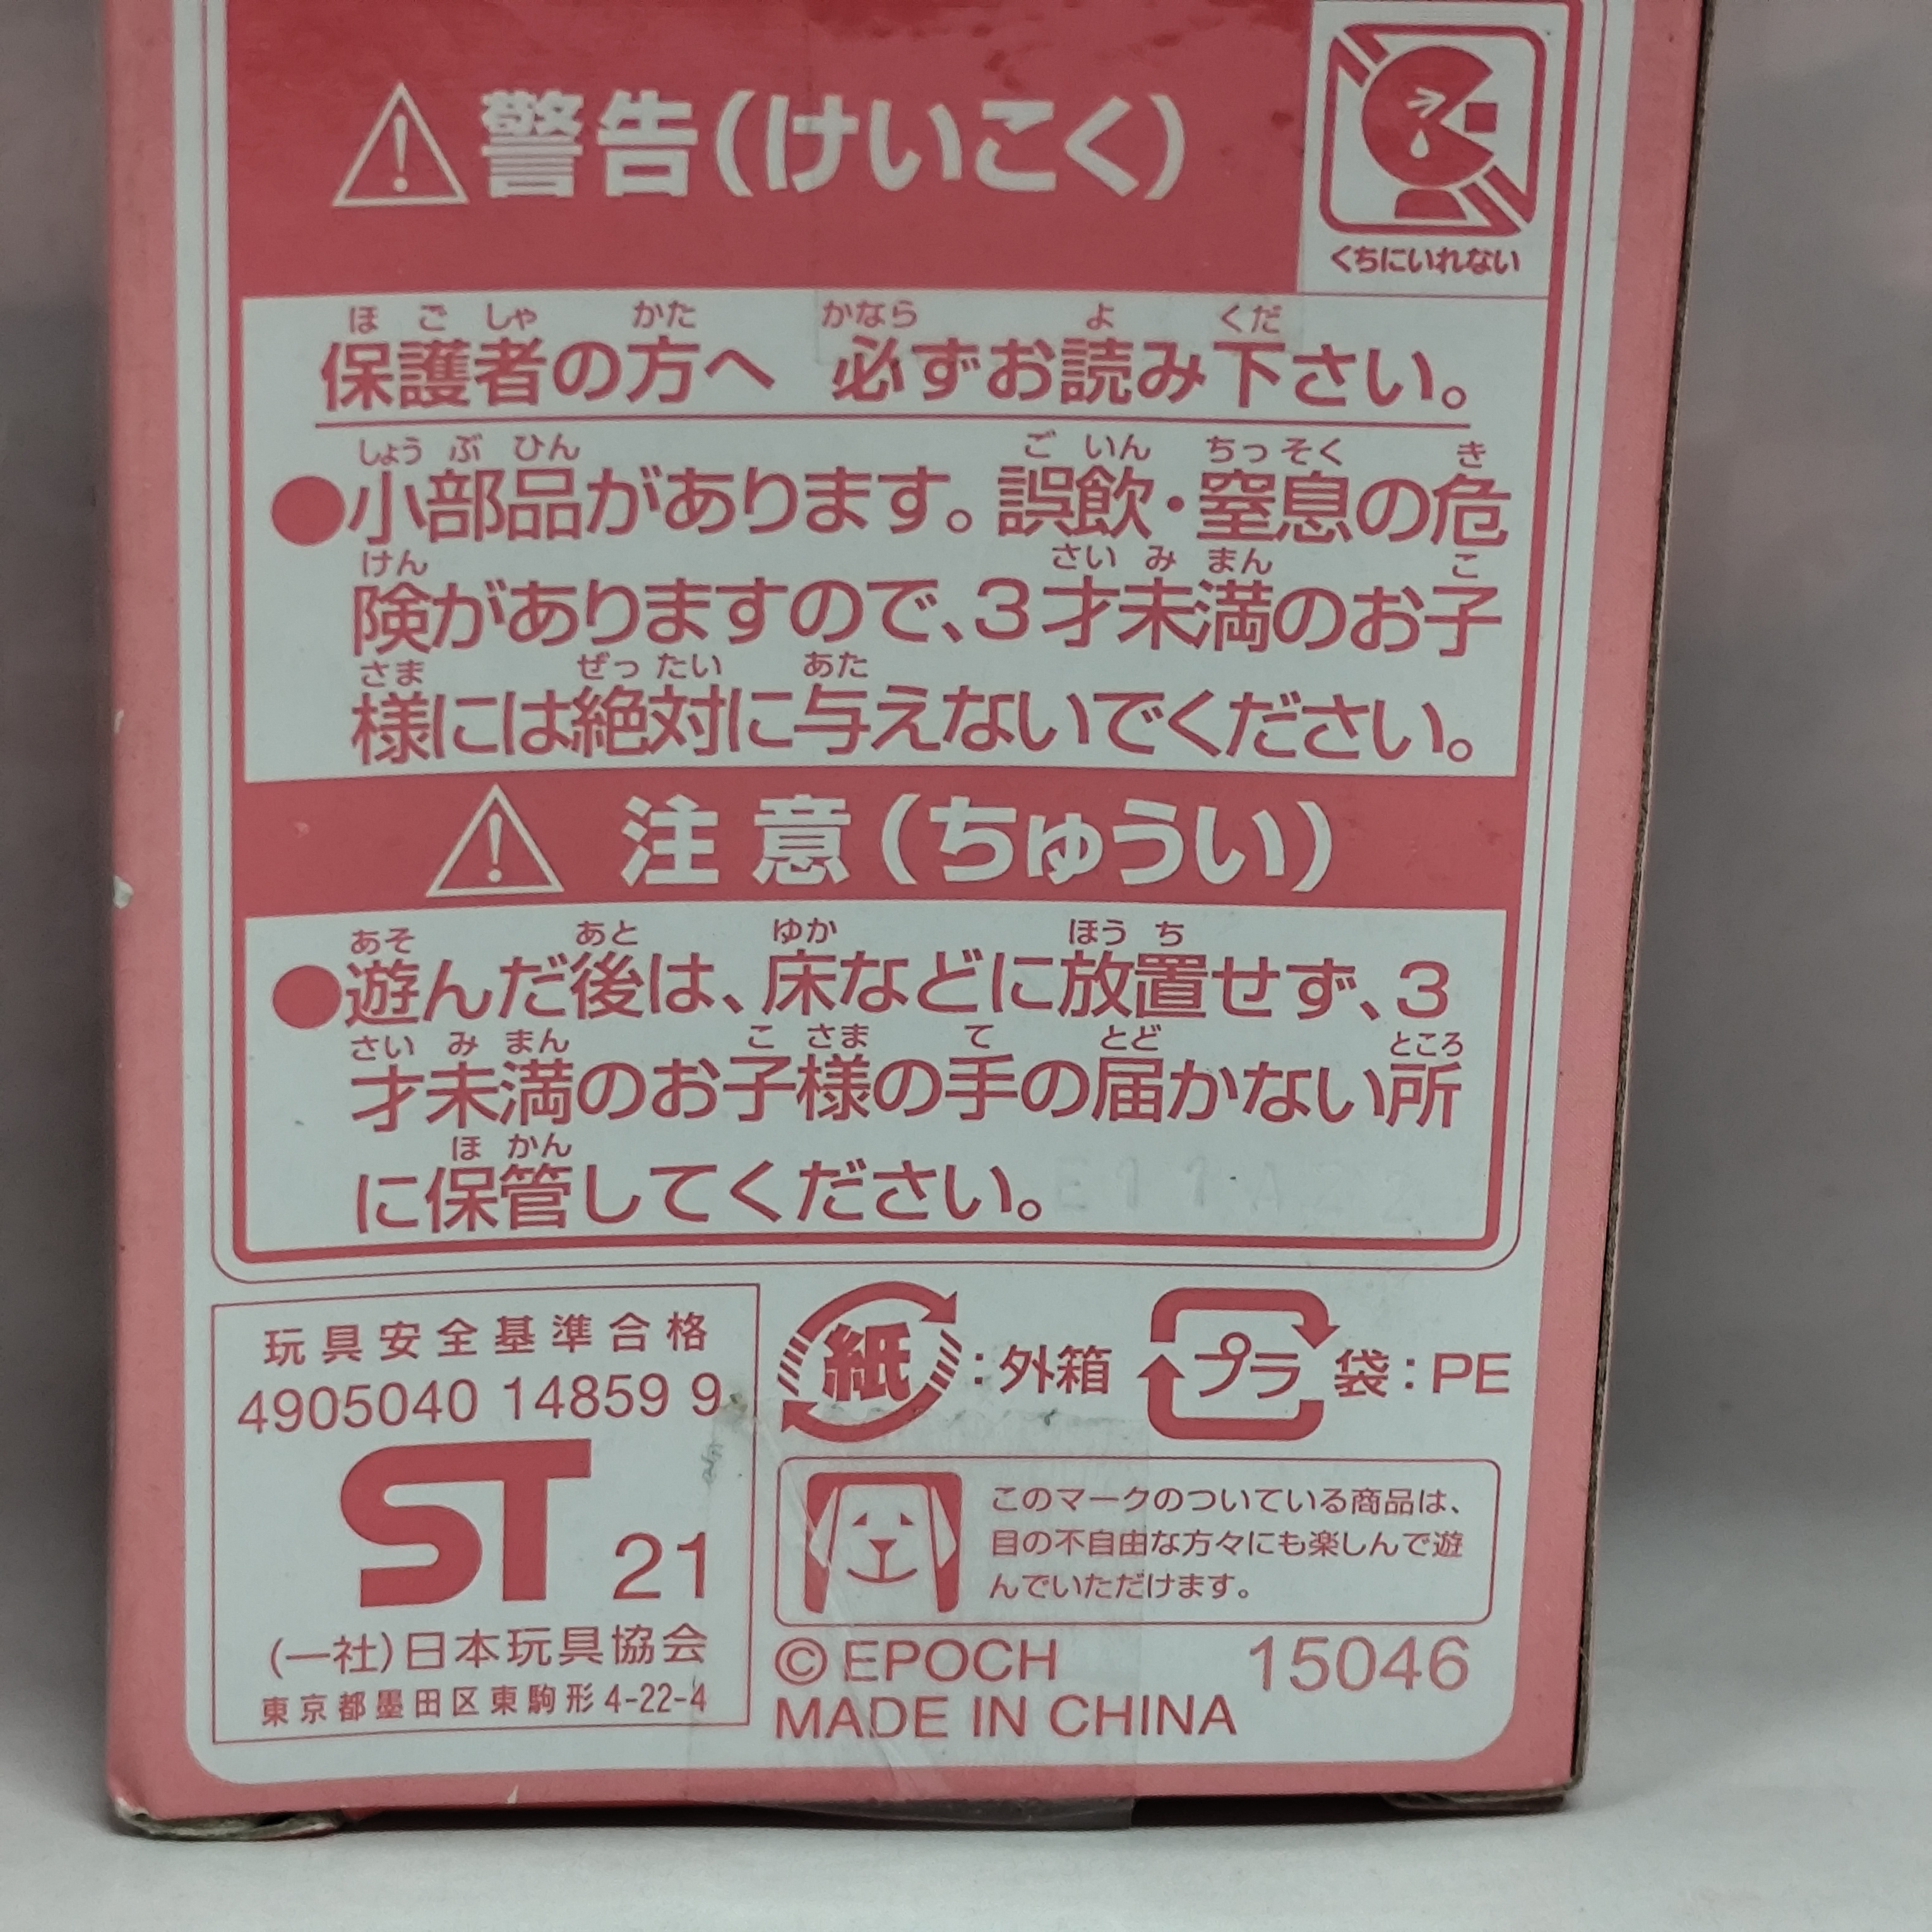 警告(けいこく)
くちにいれない
ほごしゃ かた かなら よ くだ
保護者の方へ 必ずお読み下さい。
しょう ぶ ひん ご いん ちっそく き
●小部品があります。誤飲・窒息の危
けん さい み まん こ
険がありますので、3才未満のお子
さま ぜったい あた
様には絶対に与えないでください。
注意(ちゅうい)
あそ あと ゆか ほう ち
●遊んだ後は、床などに放置せず、3
さい み まん こ さま て とど ところ
才未満のお子様の手の届かない所
ほ かん
に保管してください。
玩具安全基準合格
4905040 14859 9
ST 21
(一社)日本玩具協会
東京都墨田区東駒形4-22-4
紙:外箱 プラ 袋:PE
このマークのついている商品は、
目の不自由な方々にも楽しんで遊
んでいただけます。
© EPOCH 15046
MADE IN CHINA